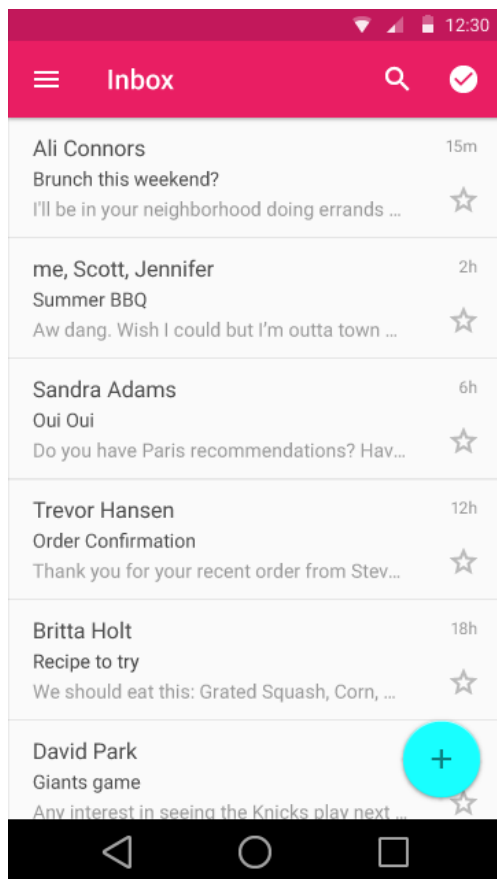 12:30
Inbox
Ali Connors 15m
Brunch this weekend?
I'll be in your neighborhood doing errands ...
me, Scott, Jennifer 2h
Summer BBQ
Aw dang. Wish I could but I’m outta town ...
Sandra Adams 6h
Oui Oui
Do you have Paris recommendations? Hav...
Trevor Hansen 12h
Order Confirmation
Thank you for your recent order from Stev...
Britta Holt 18h
Recipe to try
We should eat this: Grated Squash, Corn, ...
David Park
Giants game
Any interest in seeing the Knicks play next ...